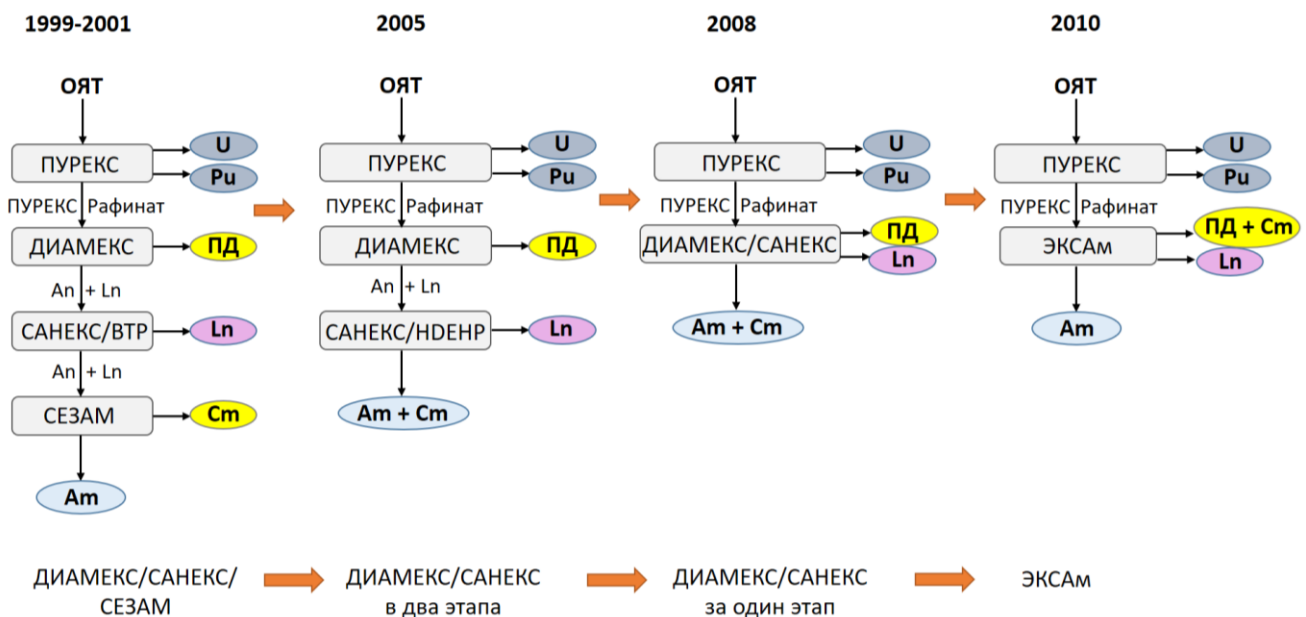 1999-2001
ОЯТ
ПУРЕКС
U
Pu
ПУРЕКС Рафинат
ДИАМЕКС
ПД
An + Ln
САНЕКС/BTP
Ln
An + Ln
СЕЗАМ
Cm
Am
2005
ОЯТ
ПУРЕКС
U
Pu
ПУРЕКС Рафинат
ДИАМЕКС
ПД
An + Ln
САНЕКС/HDEHP
Ln
Am + Cm
2008
ОЯТ
ПУРЕКС
U
Pu
ПУРЕКС Рафинат
ДИАМЕКС/САНЕКС
ПД
Ln
Am + Cm
2010
ОЯТ
ПУРЕКС
U
Pu
ПУРЕКС Рафинат
ЭКСАм
ПД + Cm
Ln
Am
ДИАМЕКС/САНЕКС/
СЕЗАМ
ДИАМЕКС/САНЕКС
в два этапа
ДИАМЕКС/САНЕКС
за один этап
ЭКСАм